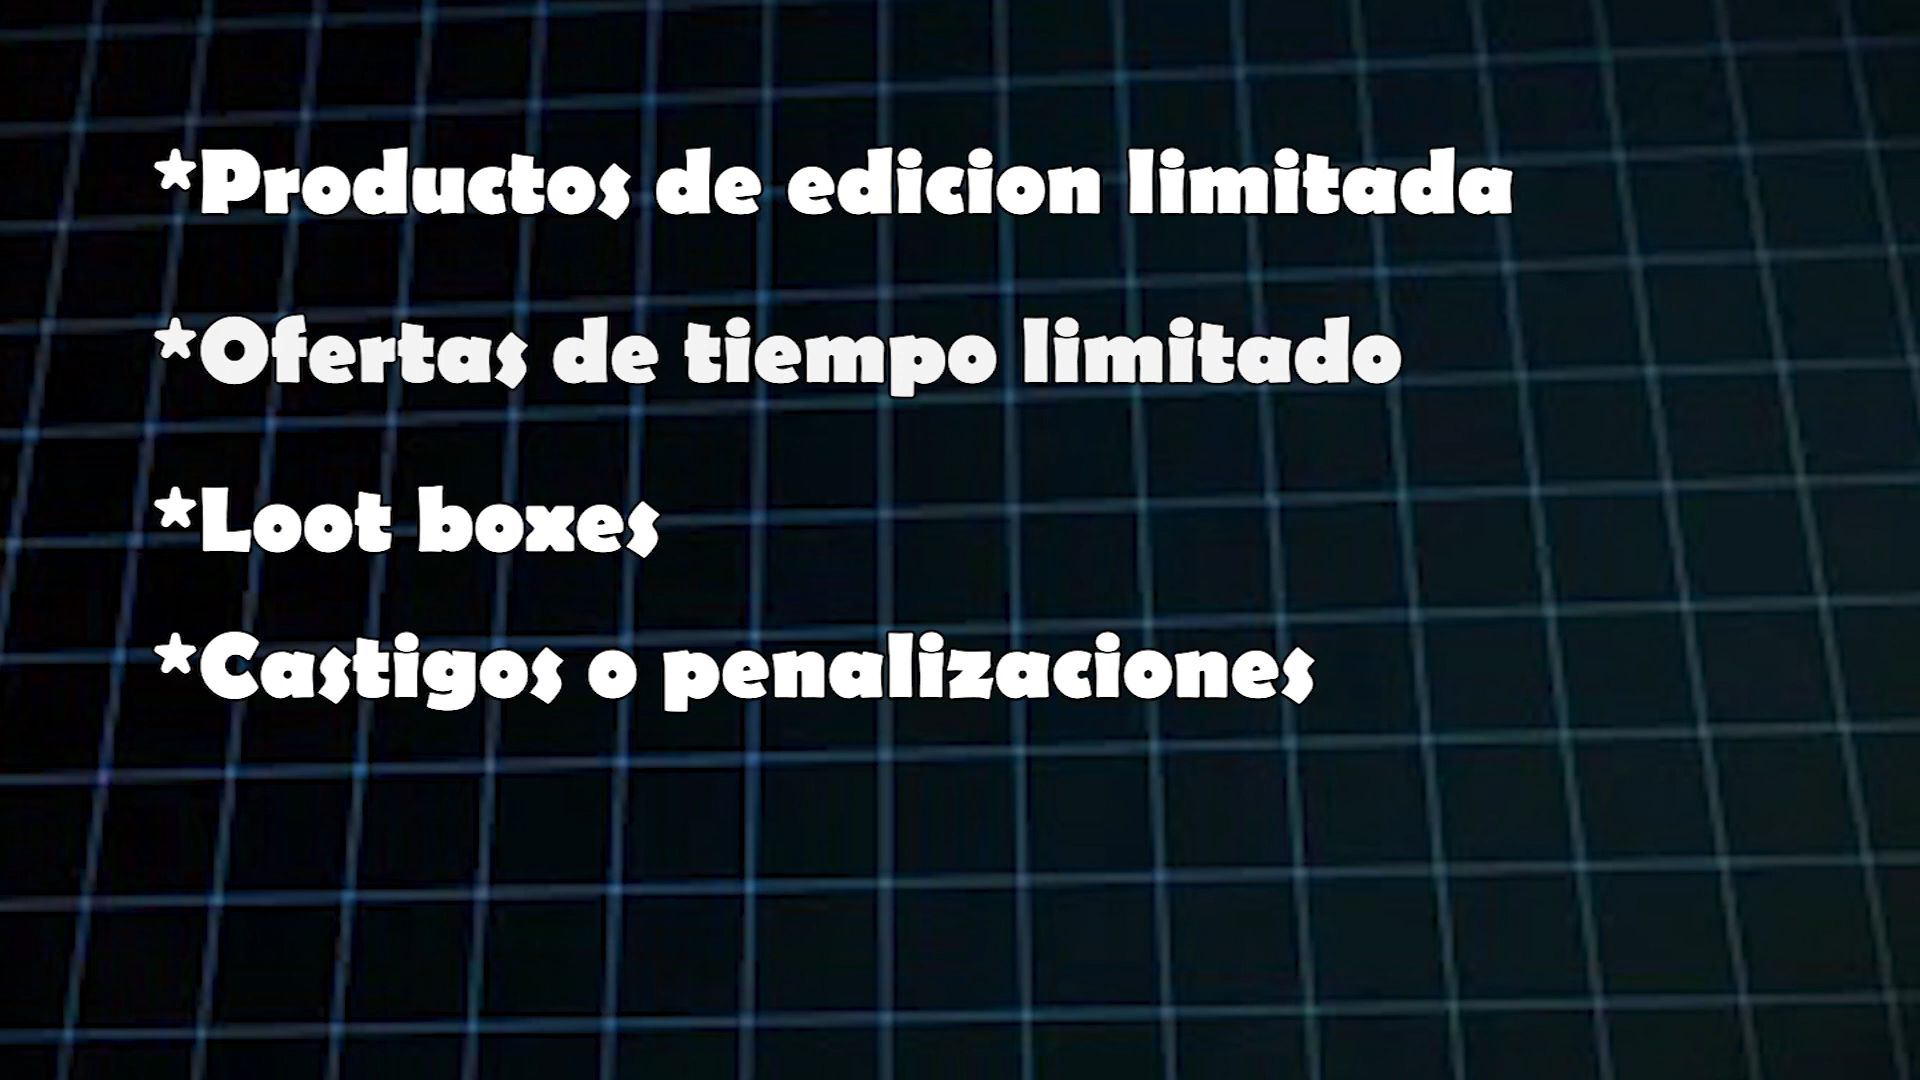 *Productos de edicion limitada
*Ofertas de tiempo limitado
*Loot boxes
*Castigos o penalizaciones